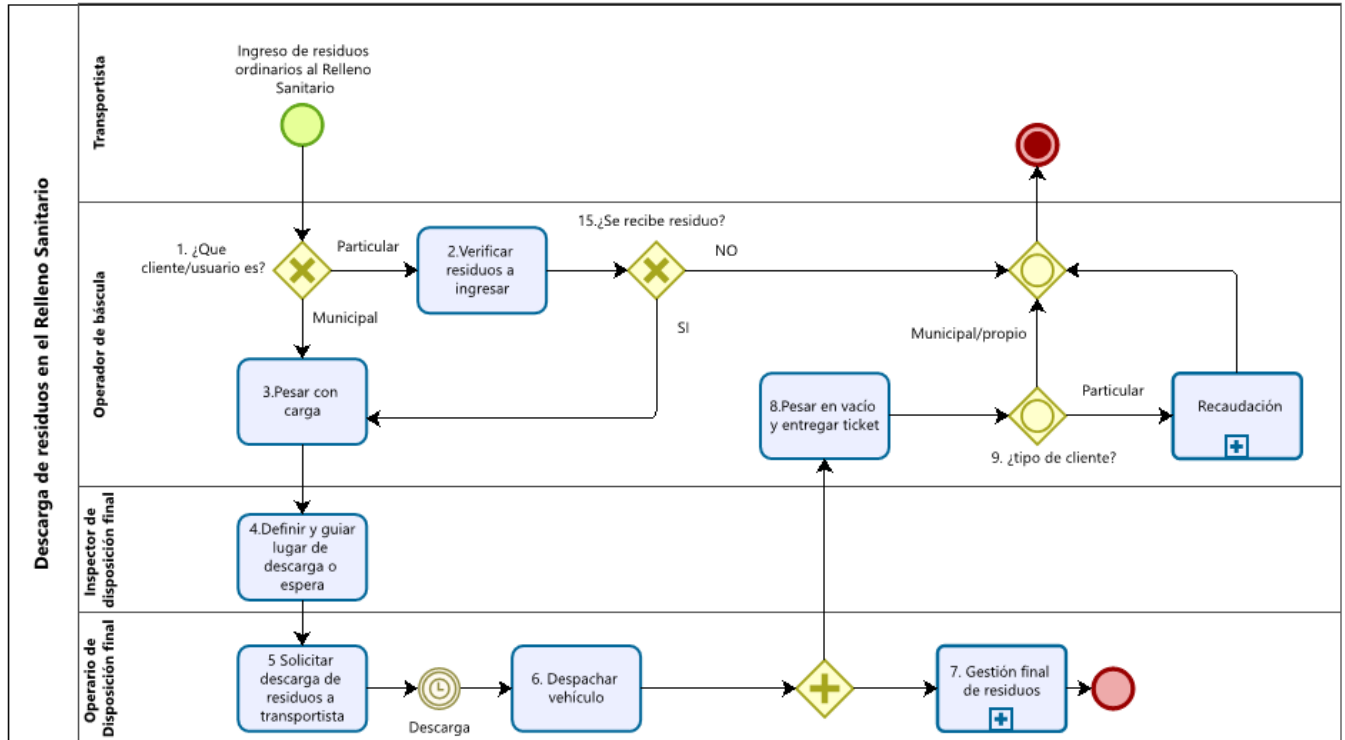 Descarga de residuos en el Relleno Sanitario
Transportista
Ingreso de residuos
ordinarios al Relleno
Sanitario
Operador de báscula
1. ¿Que
cliente/usuario es?
Particular
2.Verificar
residuos a
ingresar
15.¿Se recibe residuo?
NO
SI
Municipal
3.Pesar con
carga
Municipal/propio
8.Pesar en vacío
y entregar ticket
9. ¿tipo de cliente?
Particular
Recaudación
Inspector de
disposición final
4.Definir y guiar
lugar de
descarga o
espera
Operario de
Disposición final
5 Solicitar
descarga de
residuos a
transportista
Descarga
6. Despachar
vehículo
7. Gestión final
de residuos